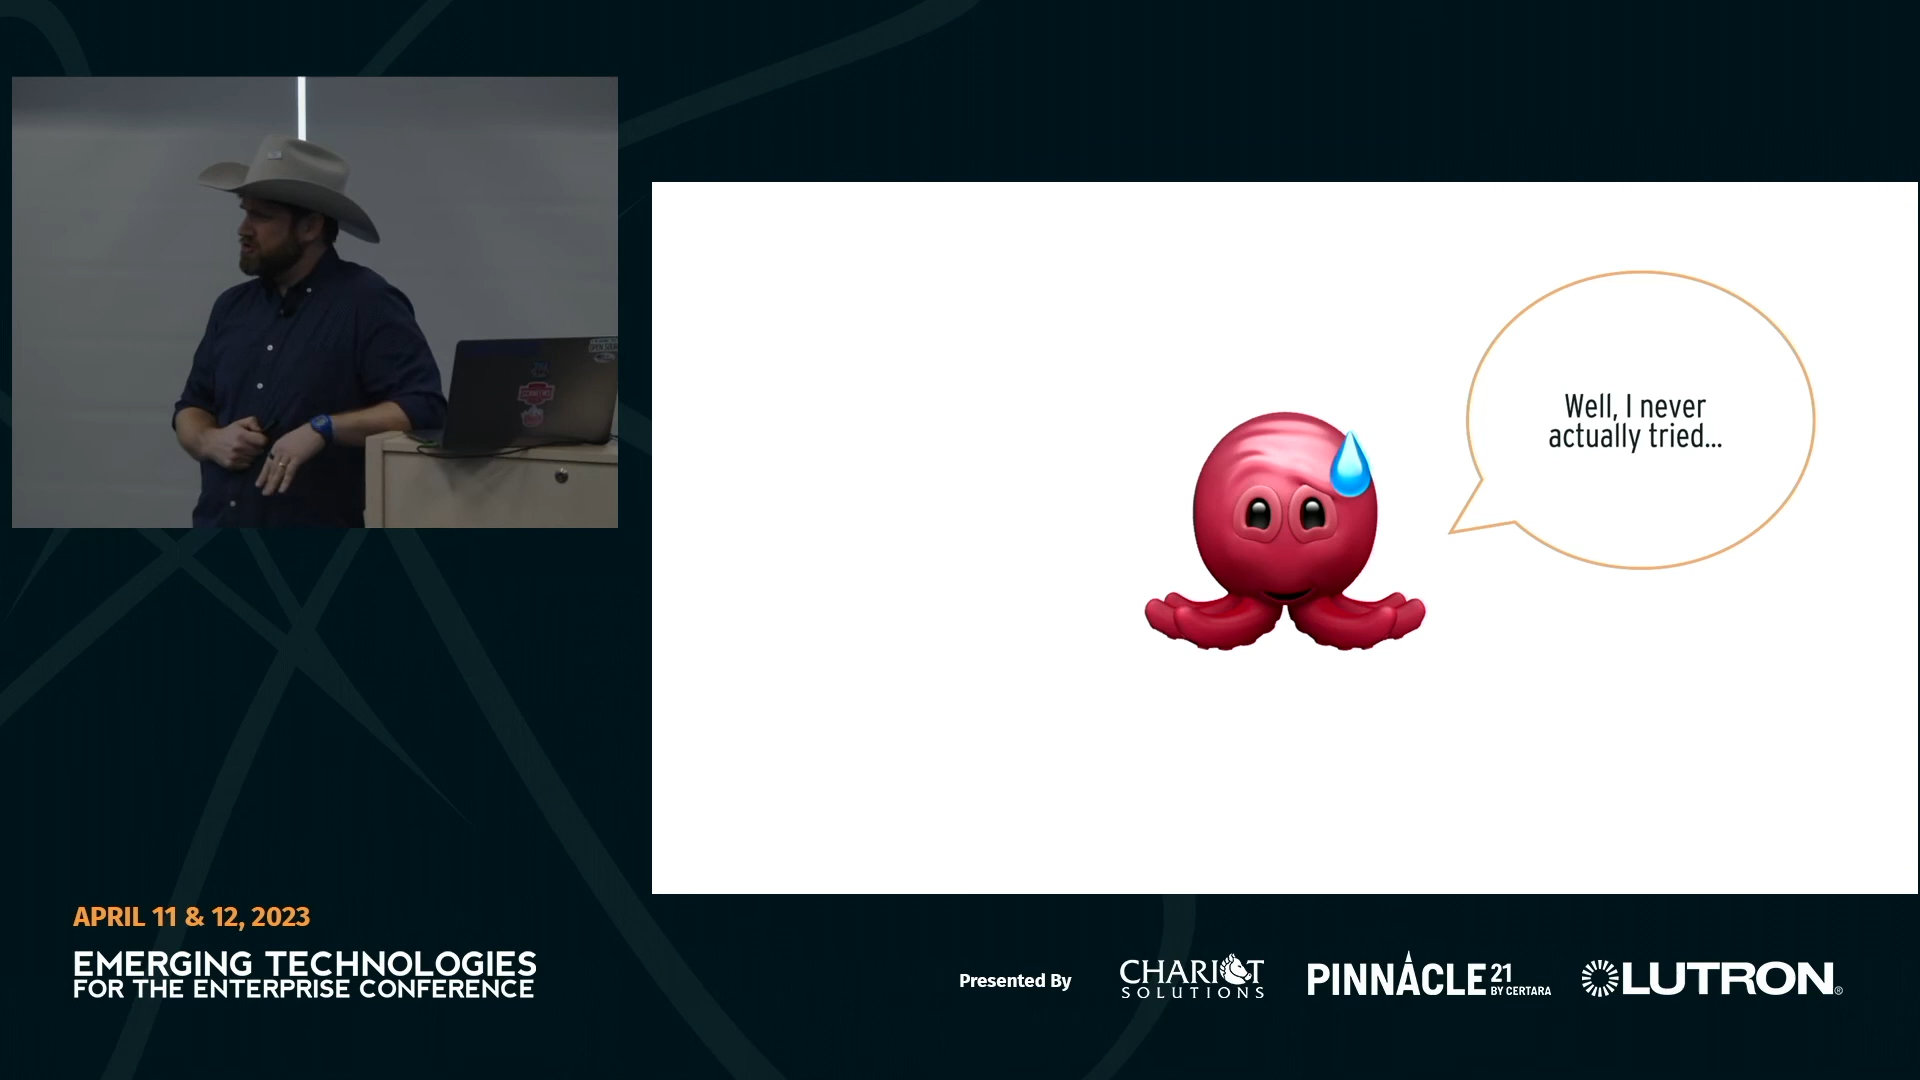 Well, I never
actually tried...
APRIL 11 & 12, 2023
EMERGING TECHNOLOGIES
FOR THE ENTERPRISE CONFERENCE
Presented By
CHARIOT
SOLUTIONS
PINNACLE 21
BY CERTARA
LUTRON®